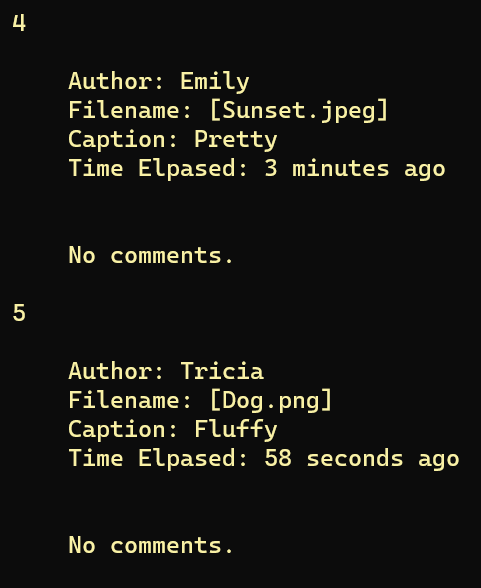 4
Author: Emily
Filename: [Sunset.jpeg]
Caption: Pretty
Time Elpased: 3 minutes ago
No comments.
5
Author: Tricia
Filename: [Dog.png]
Caption: Fluffy
Time Elpased: 58 seconds ago
No comments.